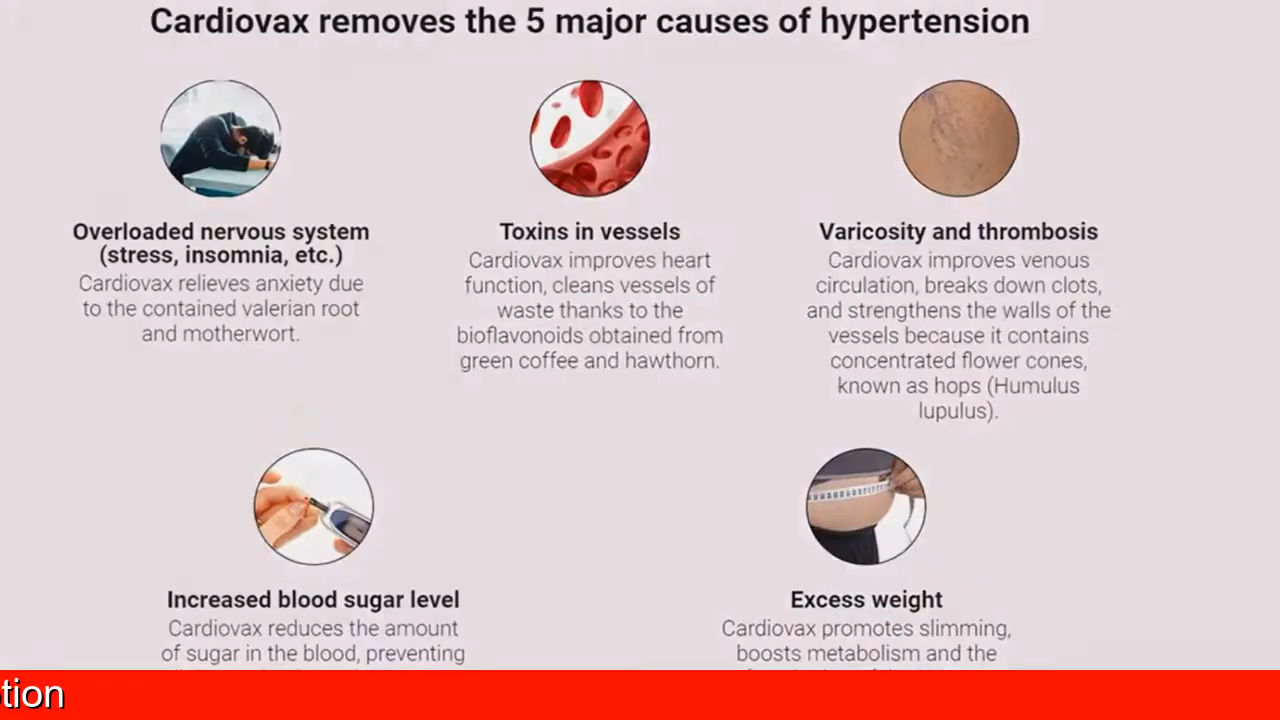 Cardiovax removes the 5 major causes of hypertension
Overloaded nervous system
(stress, insomnia, etc.)
Cardiovax relieves anxiety due
to the contained valerian root
and motherwort.
Toxins in vessels
Cardiovax improves heart
function, cleans vessels of
waste thanks to the
bioflavonoids obtained from
green coffee and hawthorn.
Varicosity and thrombosis
Cardiovax improves venous
circulation, breaks down clots,
and strengthens the walls of the
vessels because it contains
concentrated flower cones,
known as hops (Humulus
lupulus).
Increased blood sugar level
Cardiovax reduces the amount
of sugar in the blood, preventing
Excess weight
Cardiovax promotes slimming,
boosts metabolism and the
tion